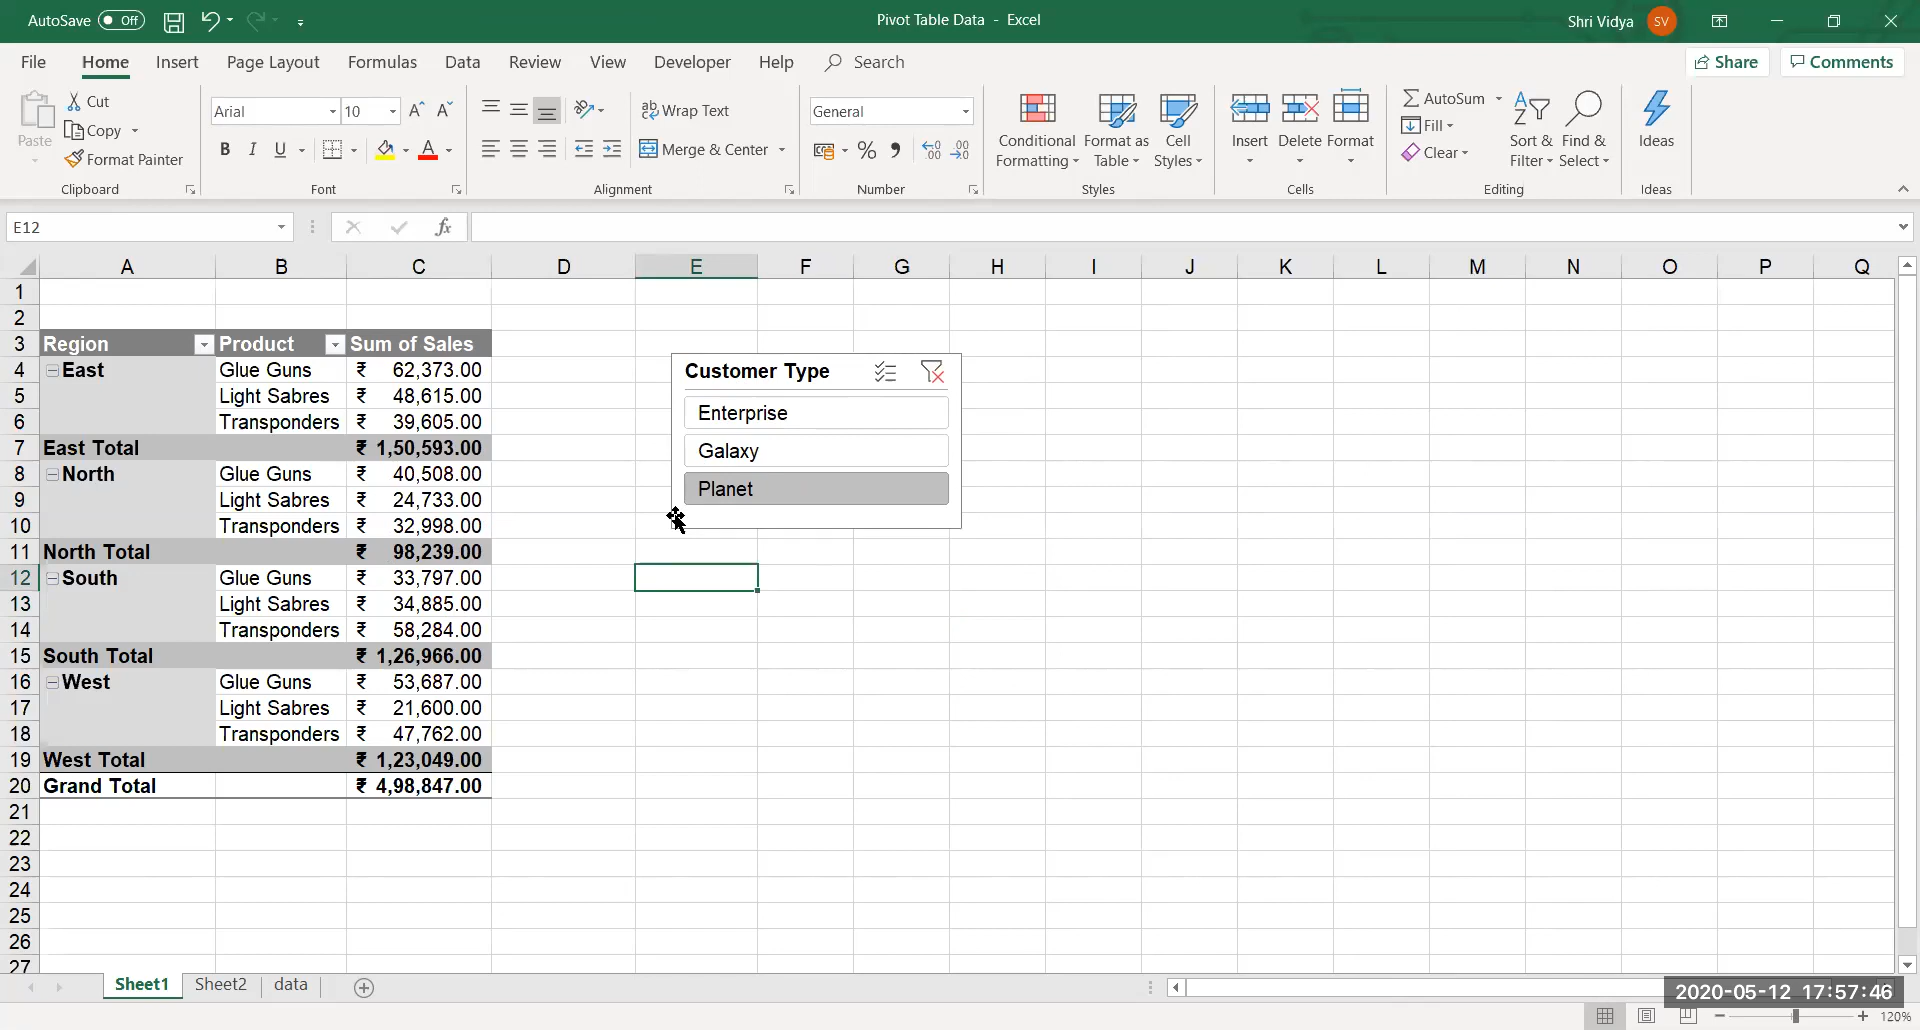 AutoSave Off Pivot Table Data - Excel Shri Vidya SV
File Home Insert Page Layout Formulas Data Review View Developer Help Search Share Comments
Paste Cut Copy Format Painter Clipboard
Arial 10 B I U A Font
ab Wrap Text Merge & Center Alignment
General % Number
Conditional Formatting Format as Table Cell Styles Styles
Insert Delete Format Cells
AutoSum Fill Clear Sort & Filter Find & Select Editing
Ideas Ideas
E12 fx
A B C D E F G H I J K L M N O P Q
1
2
3 Region Product Sum of Sales
4 East Glue Guns ₹ 62,373.00
5 Light Sabres ₹ 48,615.00
6 Transponders ₹ 39,605.00
7 East Total ₹ 1,50,593.00
8 North Glue Guns ₹ 40,508.00
9 Light Sabres ₹ 24,733.00
10 Transponders ₹ 32,998.00
11 North Total ₹ 98,239.00
12 South Glue Guns ₹ 33,797.00
13 Light Sabres ₹ 34,885.00
14 Transponders ₹ 58,284.00
15 South Total ₹ 1,26,966.00
16 West Glue Guns ₹ 53,687.00
17 Light Sabres ₹ 21,600.00
18 Transponders ₹ 47,762.00
19 West Total ₹ 1,23,049.00
20 Grand Total ₹ 4,98,847.00
21
22
23
24
25
26
27
Customer Type
Enterprise
Galaxy
Planet
Sheet1 Sheet2 data
2020-05-12 17:57:46
120%